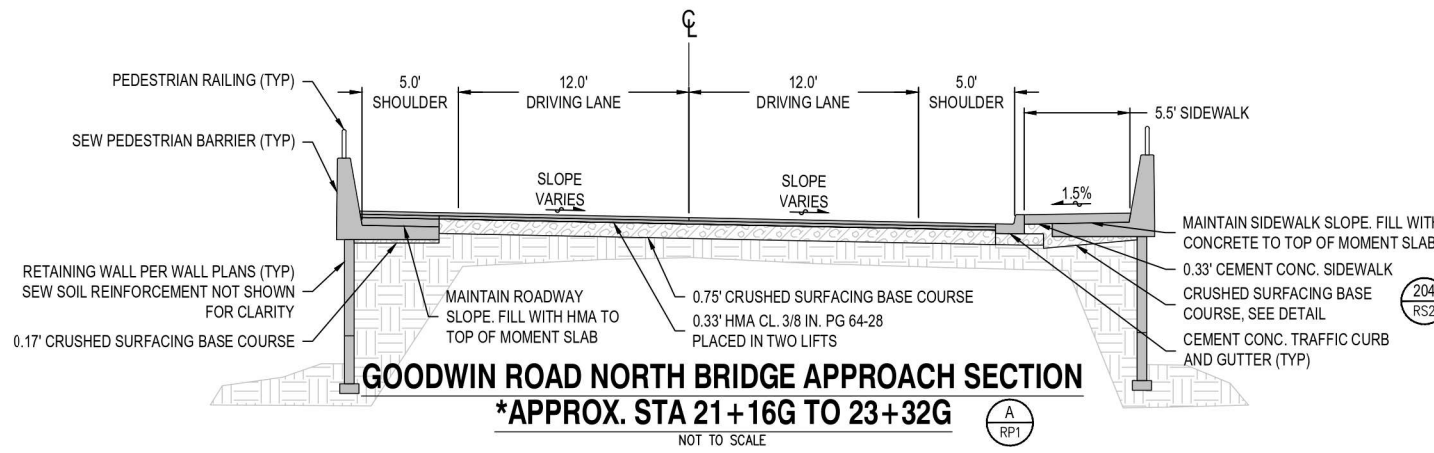 ℄
PEDESTRIAN RAILING (TYP)
SEW PEDESTRIAN BARRIER (TYP)
5.0'
SHOULDER
12.0'
DRIVING LANE
12.0'
DRIVING LANE
5.0'
SHOULDER
5.5' SIDEWALK
SLOPE
VARIES
SLOPE
VARIES
1.5%
RETAINING WALL PER WALL PLANS (TYP)
SEW SOIL REINFORCEMENT NOT SHOWN
FOR CLARITY
0.17' CRUSHED SURFACING BASE COURSE
MAINTAIN ROADWAY
SLOPE. FILL WITH HMA TO
TOP OF MOMENT SLAB
0.75' CRUSHED SURFACING BASE COURSE
0.33' HMA CL. 3/8 IN. PG 64-28
PLACED IN TWO LIFTS
MAINTAIN SIDEWALK SLOPE. FILL WITH
CONCRETE TO TOP OF MOMENT SLAB
0.33' CEMENT CONC. SIDEWALK
CRUSHED SURFACING BASE
COURSE, SEE DETAIL
204
RS2
CEMENT CONC. TRAFFIC CURB
AND GUTTER (TYP)
GOODWIN ROAD NORTH BRIDGE APPROACH SECTION
*APPROX. STA 21+16G TO 23+32G
A
RP1
NOT TO SCALE